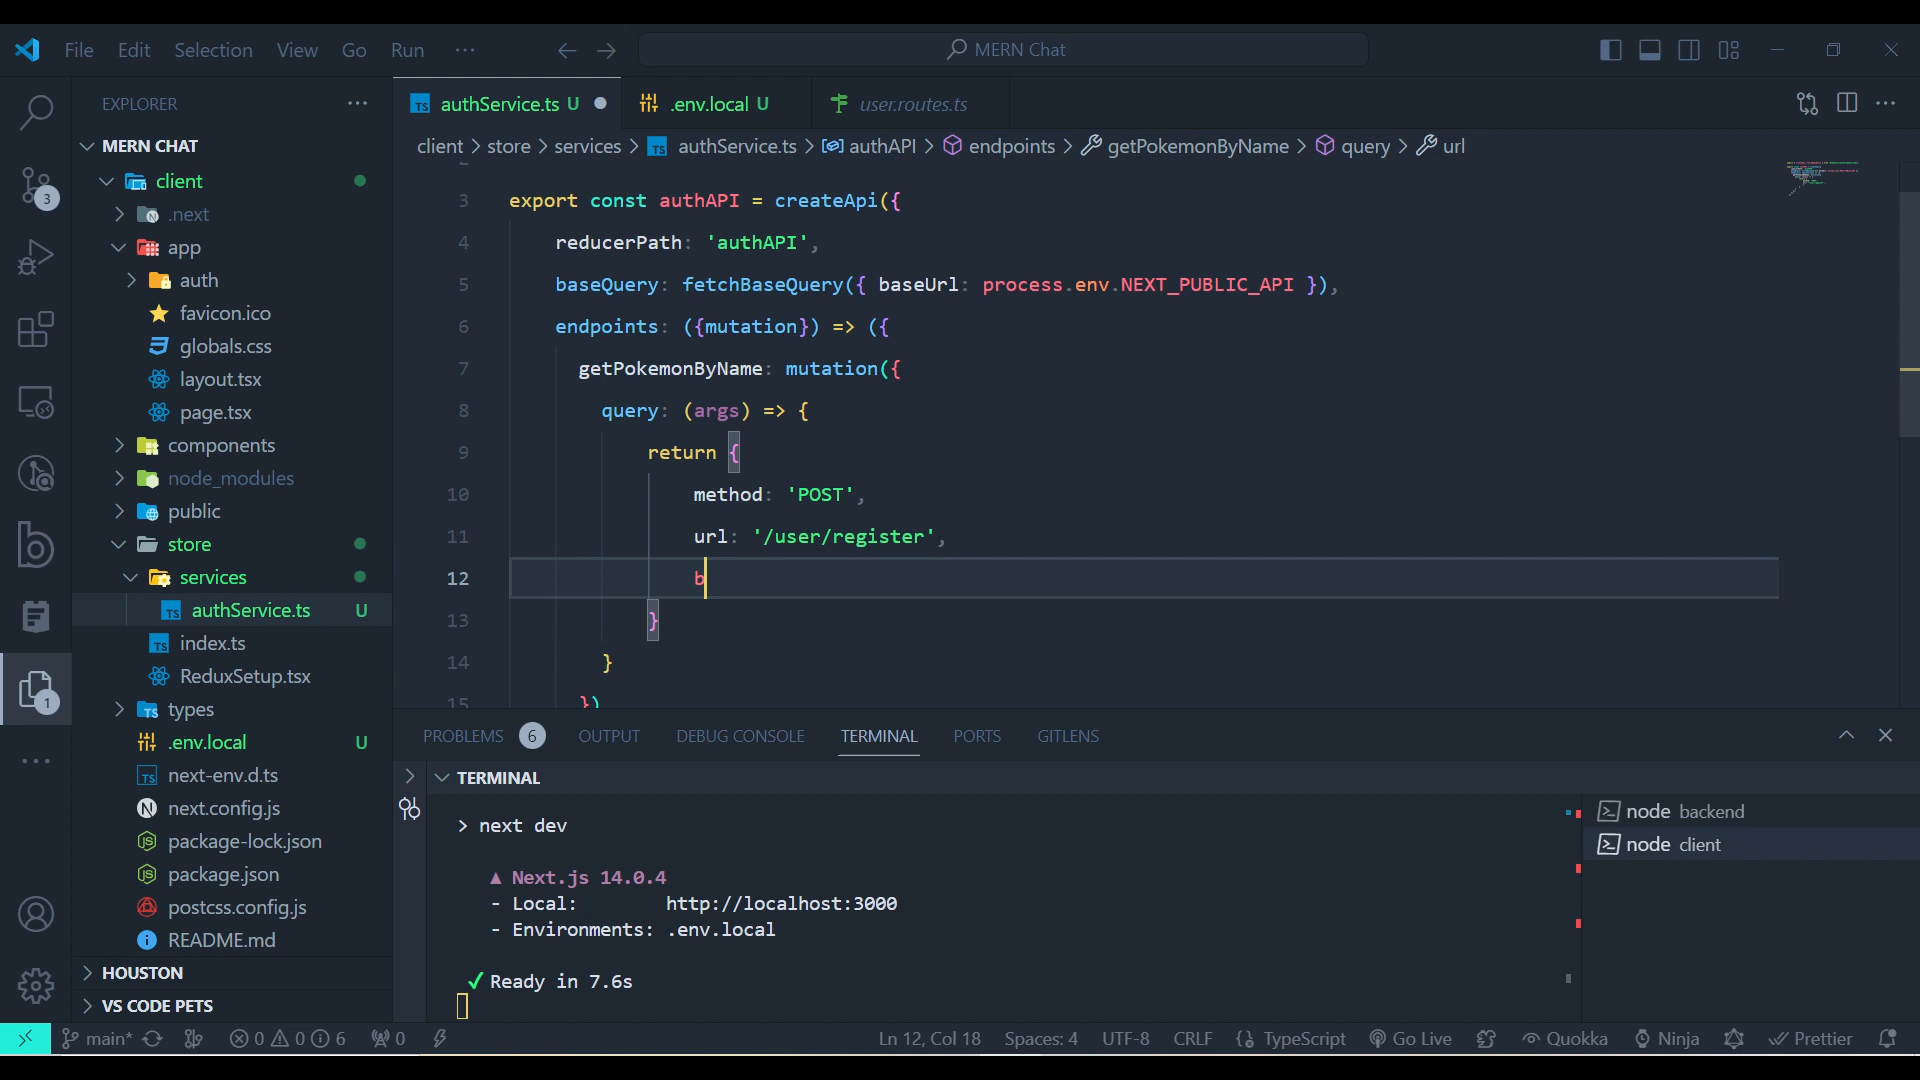 File Edit Selection View Go Run ··· MERN Chat
EXPLORER ···
authService.ts U .env.local U user.routes.ts ···
client > store > services > TS authService.ts > authAPI > endpoints > getPokemonByName > query > url
MERN CHAT
client
.next
app
auth
favicon.ico
globals.css
layout.tsx
page.tsx
components
node_modules
public
store
services
authService.ts U
index.ts
ReduxSetup.tsx
types
.env.local U
next-env.d.ts
next.config.js
package-lock.json
package.json
postcss.config.js
README.md
HOUSTON
VS CODE PETS
3
1
3 export const authAPI = createApi({
4 reducerPath: 'authAPI',
5 baseQuery: fetchBaseQuery({ baseUrl: process.env.NEXT_PUBLIC_API }),
6 endpoints: ({mutation}) => ({
7 getPokemonByName: mutation({
8 query: (args) => {
9 return {
10 method: 'POST',
11 url: '/user/register',
12 b
13 }
14 }
15 })
PROBLEMS 6 OUTPUT DEBUG CONSOLE TERMINAL PORTS GITLENS
TERMINAL
> next dev
▲ Next.js 14.0.4
- Local: http://localhost:3000
- Environments: .env.local
✓ Ready in 7.6s
node backend
node client
main* 0 0 6 0 Ln 12, Col 18 Spaces: 4 UTF-8 CRLF TypeScript Go Live Quokka Ninja Prettier